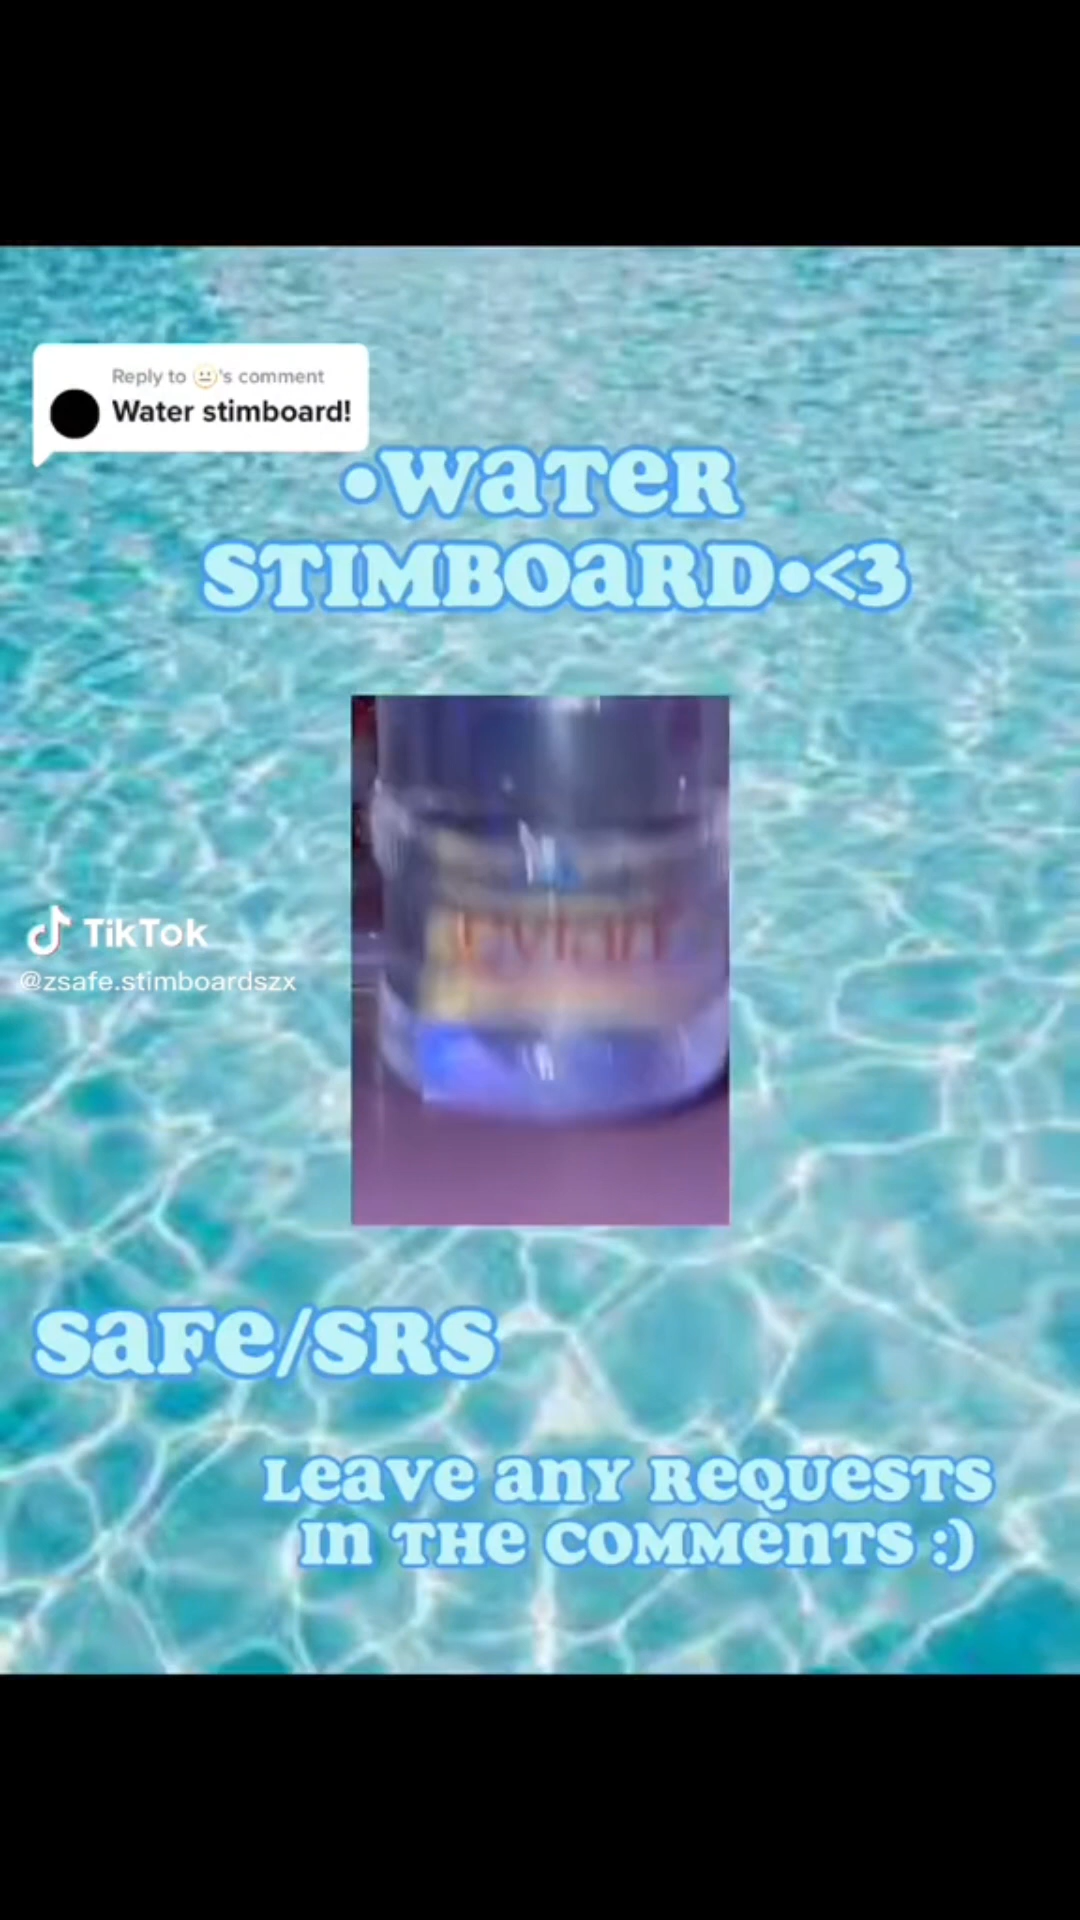 Reply to 😐's comment
Water stimboard!
•WATER
STIMBOARD•<3
evian
TikTok
@zsafe.stimboardszx
SAFE/SRS
LEAVE ANY REQUESTS
IN THE COMMENTS :)